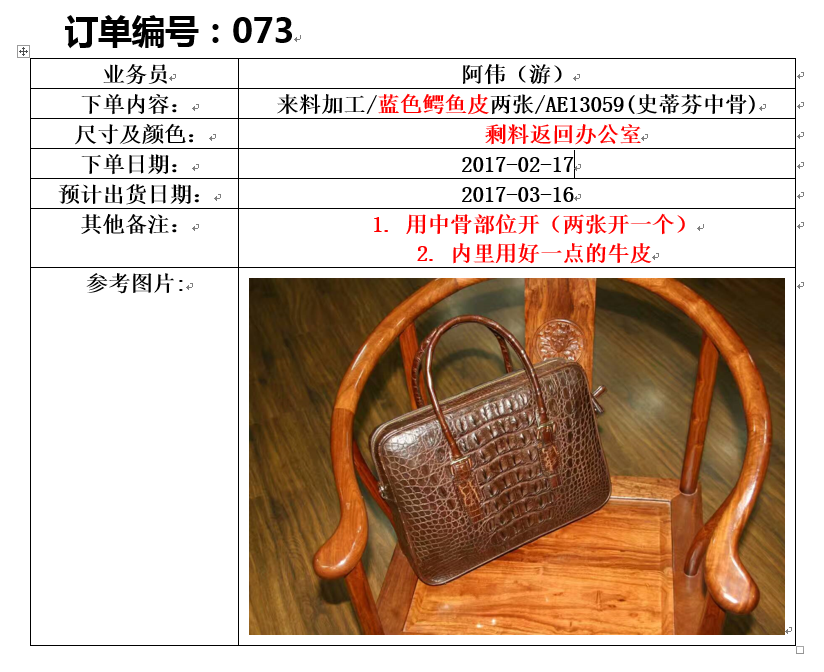 订单编号：073
业务员 阿伟（游）
下单内容： 来料加工/蓝色鳄鱼皮两张/AE13059(史蒂芬中骨)
尺寸及颜色： 剩料返回办公室
下单日期： 2017-02-17
预计出货日期： 2017-03-16
其他备注： 1. 用中骨部位开（两张开一个）
2. 内里用好一点的牛皮
参考图片: